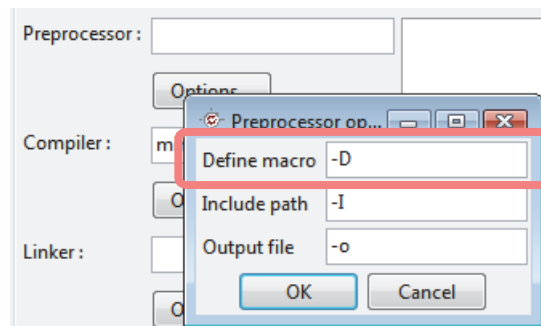 Preprocessor :
Options...
Preprocessor op...
Compiler :
m
Define macro -D
O
Include path -I
Linker :
Output file -o
OK Cancel
O